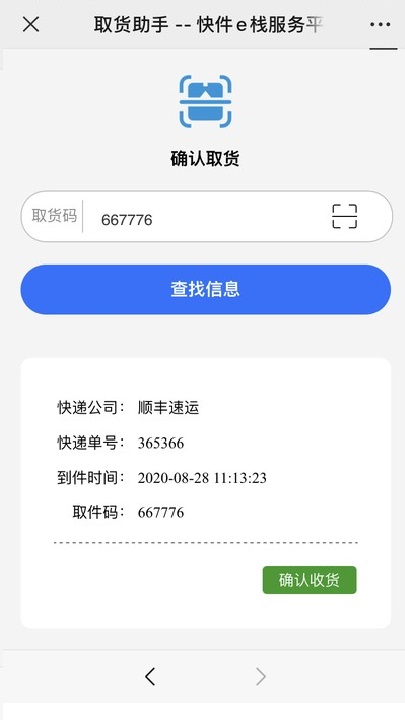 取货助手 -- 快件e栈服务平
确认取货
取货码 667776
查找信息
快递公司: 顺丰速运
快递单号: 365366
到件时间: 2020-08-28 11:13:23
取件码: 667776
确认收货